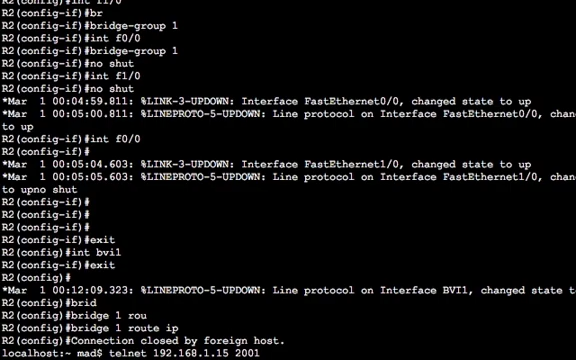 R2(config)#int f1/0
R2(config-if)#br
R2(config-if)#bridge-group 1
R2(config-if)#int f0/0
R2(config-if)#bridge-group 1
R2(config-if)#no shut
R2(config-if)#int f1/0
R2(config-if)#no shut
*Mar  1 00:04:59.811: %LINK-3-UPDOWN: Interface FastEthernet0/0, changed state to up
*Mar  1 00:05:00.811: %LINEPROTO-5-UPDOWN: Line protocol on Interface FastEthernet0/0, chang
to up
R2(config-if)#int f0/0
R2(config-if)#
*Mar  1 00:05:04.603: %LINK-3-UPDOWN: Interface FastEthernet1/0, changed state to up
*Mar  1 00:05:05.603: %LINEPROTO-5-UPDOWN: Line protocol on Interface FastEthernet1/0, chang
to upno shut
R2(config-if)#
R2(config-if)#
R2(config-if)#
R2(config-if)#exit
R2(config)#int bvi1
R2(config-if)#exit
R2(config)#
*Mar  1 00:12:09.323: %LINEPROTO-5-UPDOWN: Line protocol on Interface BVI1, changed state to
R2(config)#brid
R2(config)#bridge 1 rou
R2(config)#bridge 1 route ip
R2(config)#Connection closed by foreign host.
localhost:~ mad$ telnet 192.168.1.15 2001